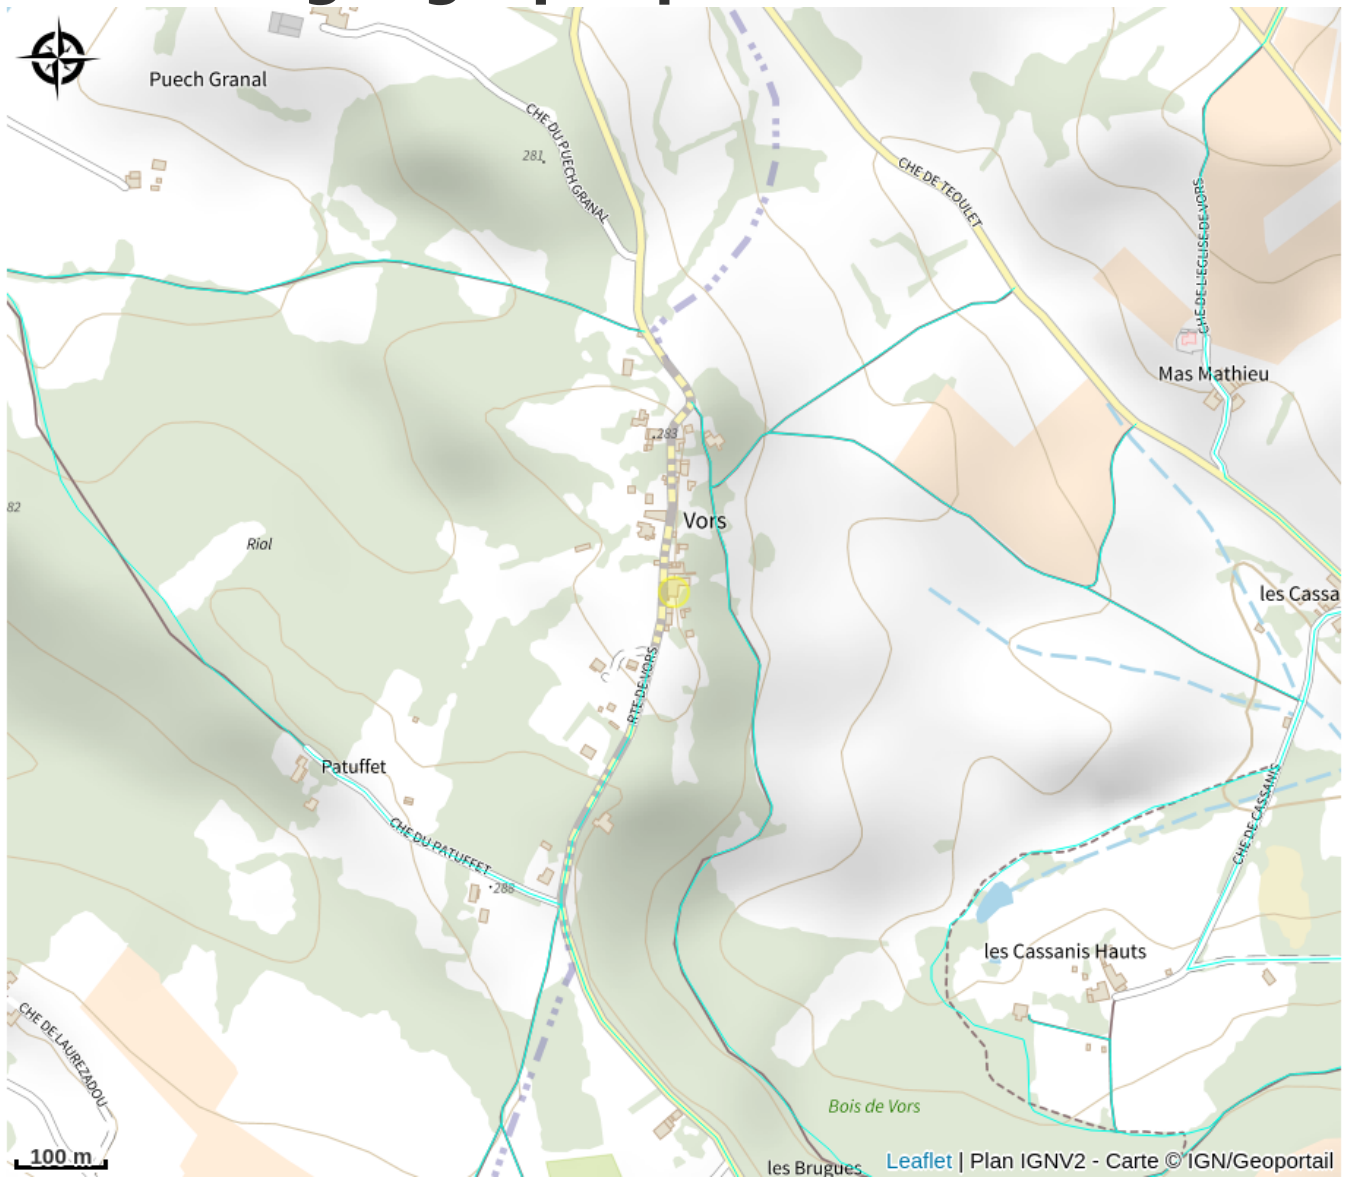 Puech Granal
CHE DU PUECH GRANAL
281
CHE DE TEOULET
CHE DE L'EGLISE DE VORS
Mas Mathieu
283
82
Vors
Rial
les Cassa
RTE DE VORS
Patuffet
CHE DU PATUFFET
288
CHE DE CASSANIS
les Cassanis Hauts
CHE DE LAUREZADOU
Bois de Vors
100 m
les Brugues
Leaflet | Plan IGNV2 - Carte © IGN/Geoportail